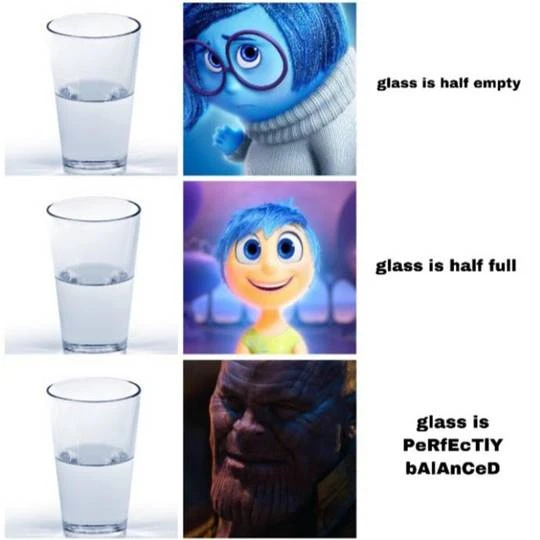 glass is half empty
glass is half full
glass is
PeRfEcTlY
bAlAnCeD